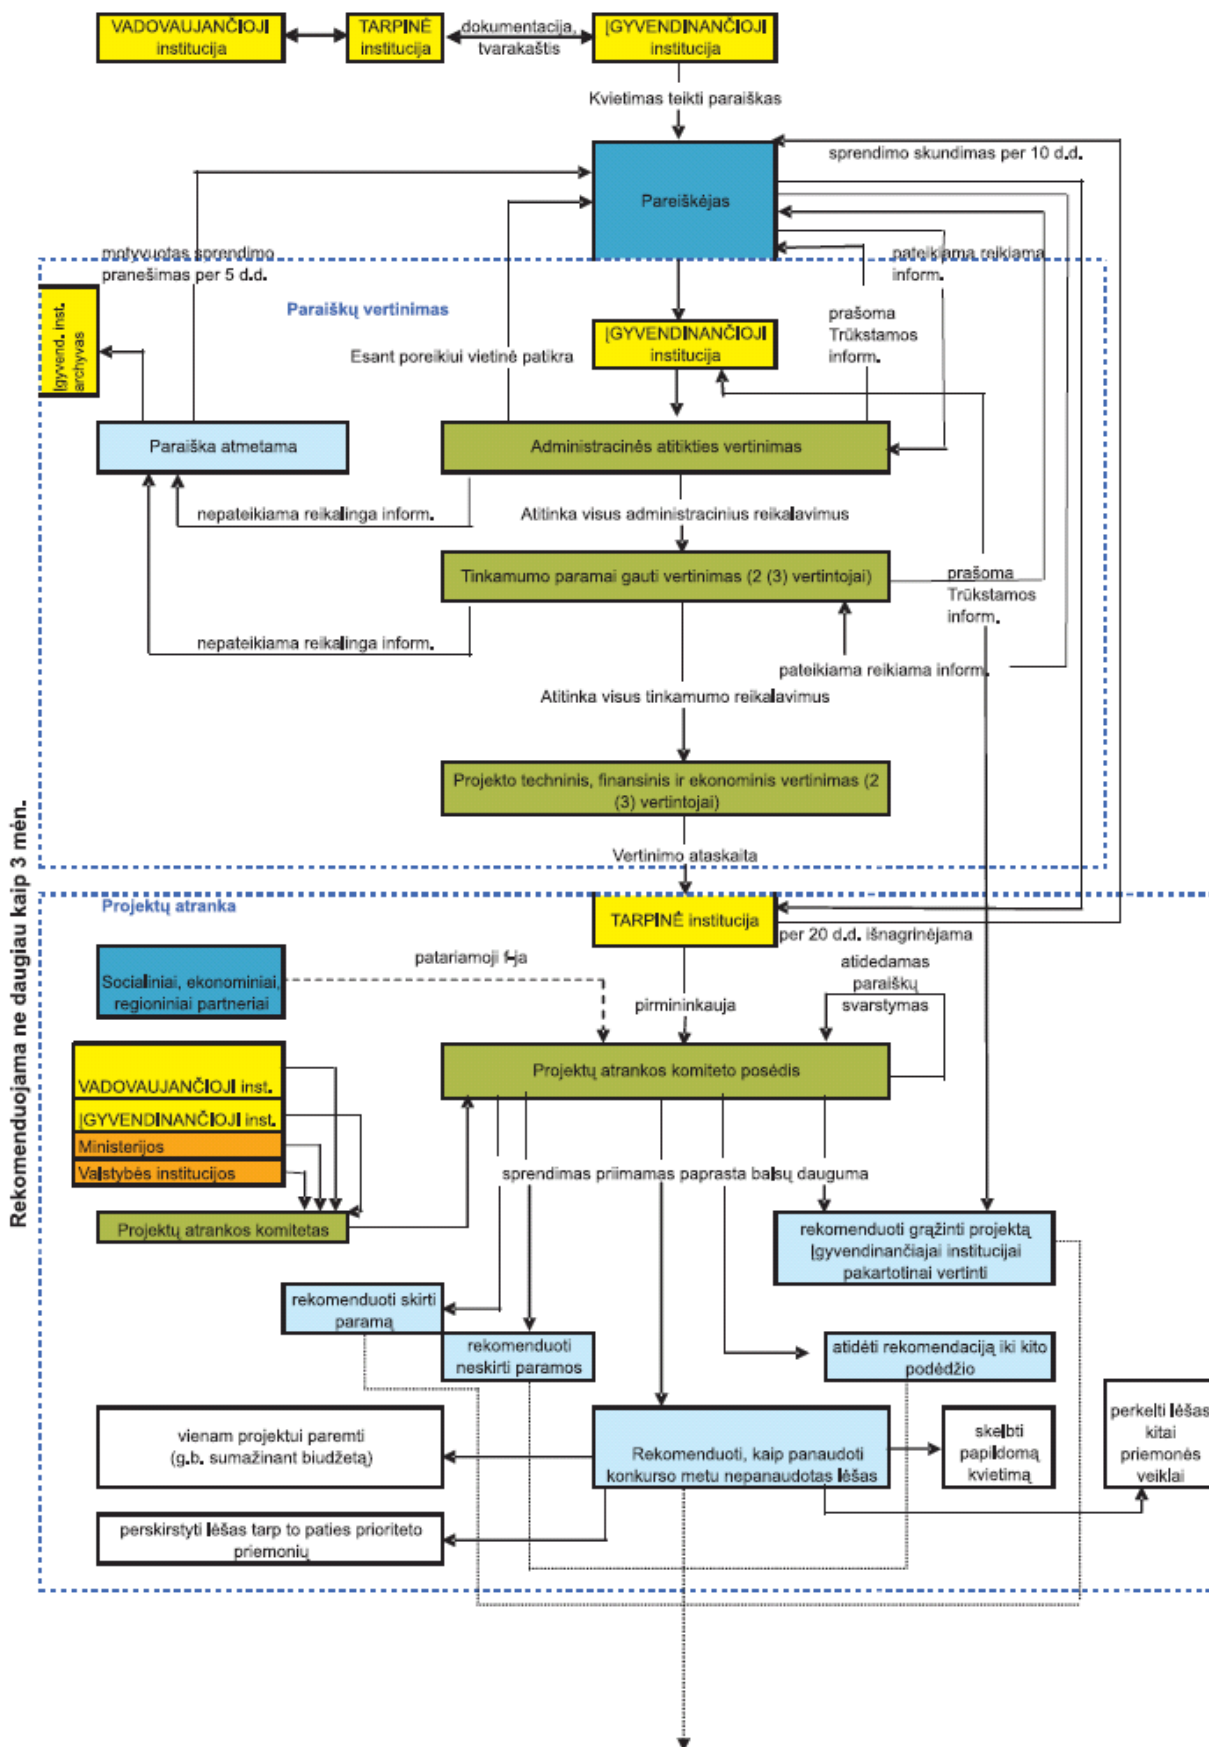 VADOVAUJANČIOJI
institucija
TARPINĖ
institucija
dokumentacija,
tvarakaštis
ĮGYVENDINANČIOJI
institucija
Kvietimas teikti paraiškas
sprendimo skundimas per 10 d.d.
Pareiškėjas
motyvuotas sprendimo
pranešimas per 5 d.d.
pateikiama reikiama
inform.
Paraiškų vertinimas
Įgyvend. inst.
archyvas
Esant poreikiui vietinė patikra
ĮGYVENDINANČIOJI
institucija
prašoma
Trūkstamos
inform.
Paraiška atmetama
Administracinės atitikties vertinimas
nepateikiama reikalinga inform.
Atitinka visus administracinius reikalavimus
Tinkamumo paramai gauti vertinimas (2 (3) vertintojai)
prašoma
Trūkstamos
inform.
nepateikiama reikalinga inform.
pateikiama reikiama inform.
Atitinka visus tinkamumo reikalavimus
Projekto techninis, finansinis ir ekonominis vertinimas (2
(3) vertintojai)
Vertinimo ataskaita
Rekomenduojama ne daugiau kaip 3 mėn.
Projektų atranka
TARPINĖ institucija
per 20 d.d. išnagrinėjama
Socialiniai, ekonominiai,
regioniniai partneriai
patariamoji f-ja
pirmininkauja
atidedamas
paraiškų
svarstymas
Projektų atrankos komiteto posėdis
VADOVAUJANČIOJI inst.
ĮGYVENDINANČIOJI inst.
Ministerijos
Valstybės institucijos
sprendimas priimamas paprasta balsų dauguma
Projektų atrankos komitetas
rekomenduoti grąžinti projektą
Įgyvendinančiajai institucijai
pakartotinai vertinti
rekomenduoti skirti
paramą
rekomenduoti
neskirti paramos
atidėti rekomendaciją iki kito
podėdžio
vienam projektui paremti
(g.b. sumažinant biudžetą)
Rekomenduoti, kaip panaudoti
konkurso metu nepanaudotas lėšas
skelbti
papildomą
kvietimą
perkelti lėšas
kitai
priemonės
veiklai
perskirstyti lėšas tarp to paties prioriteto
priemonių